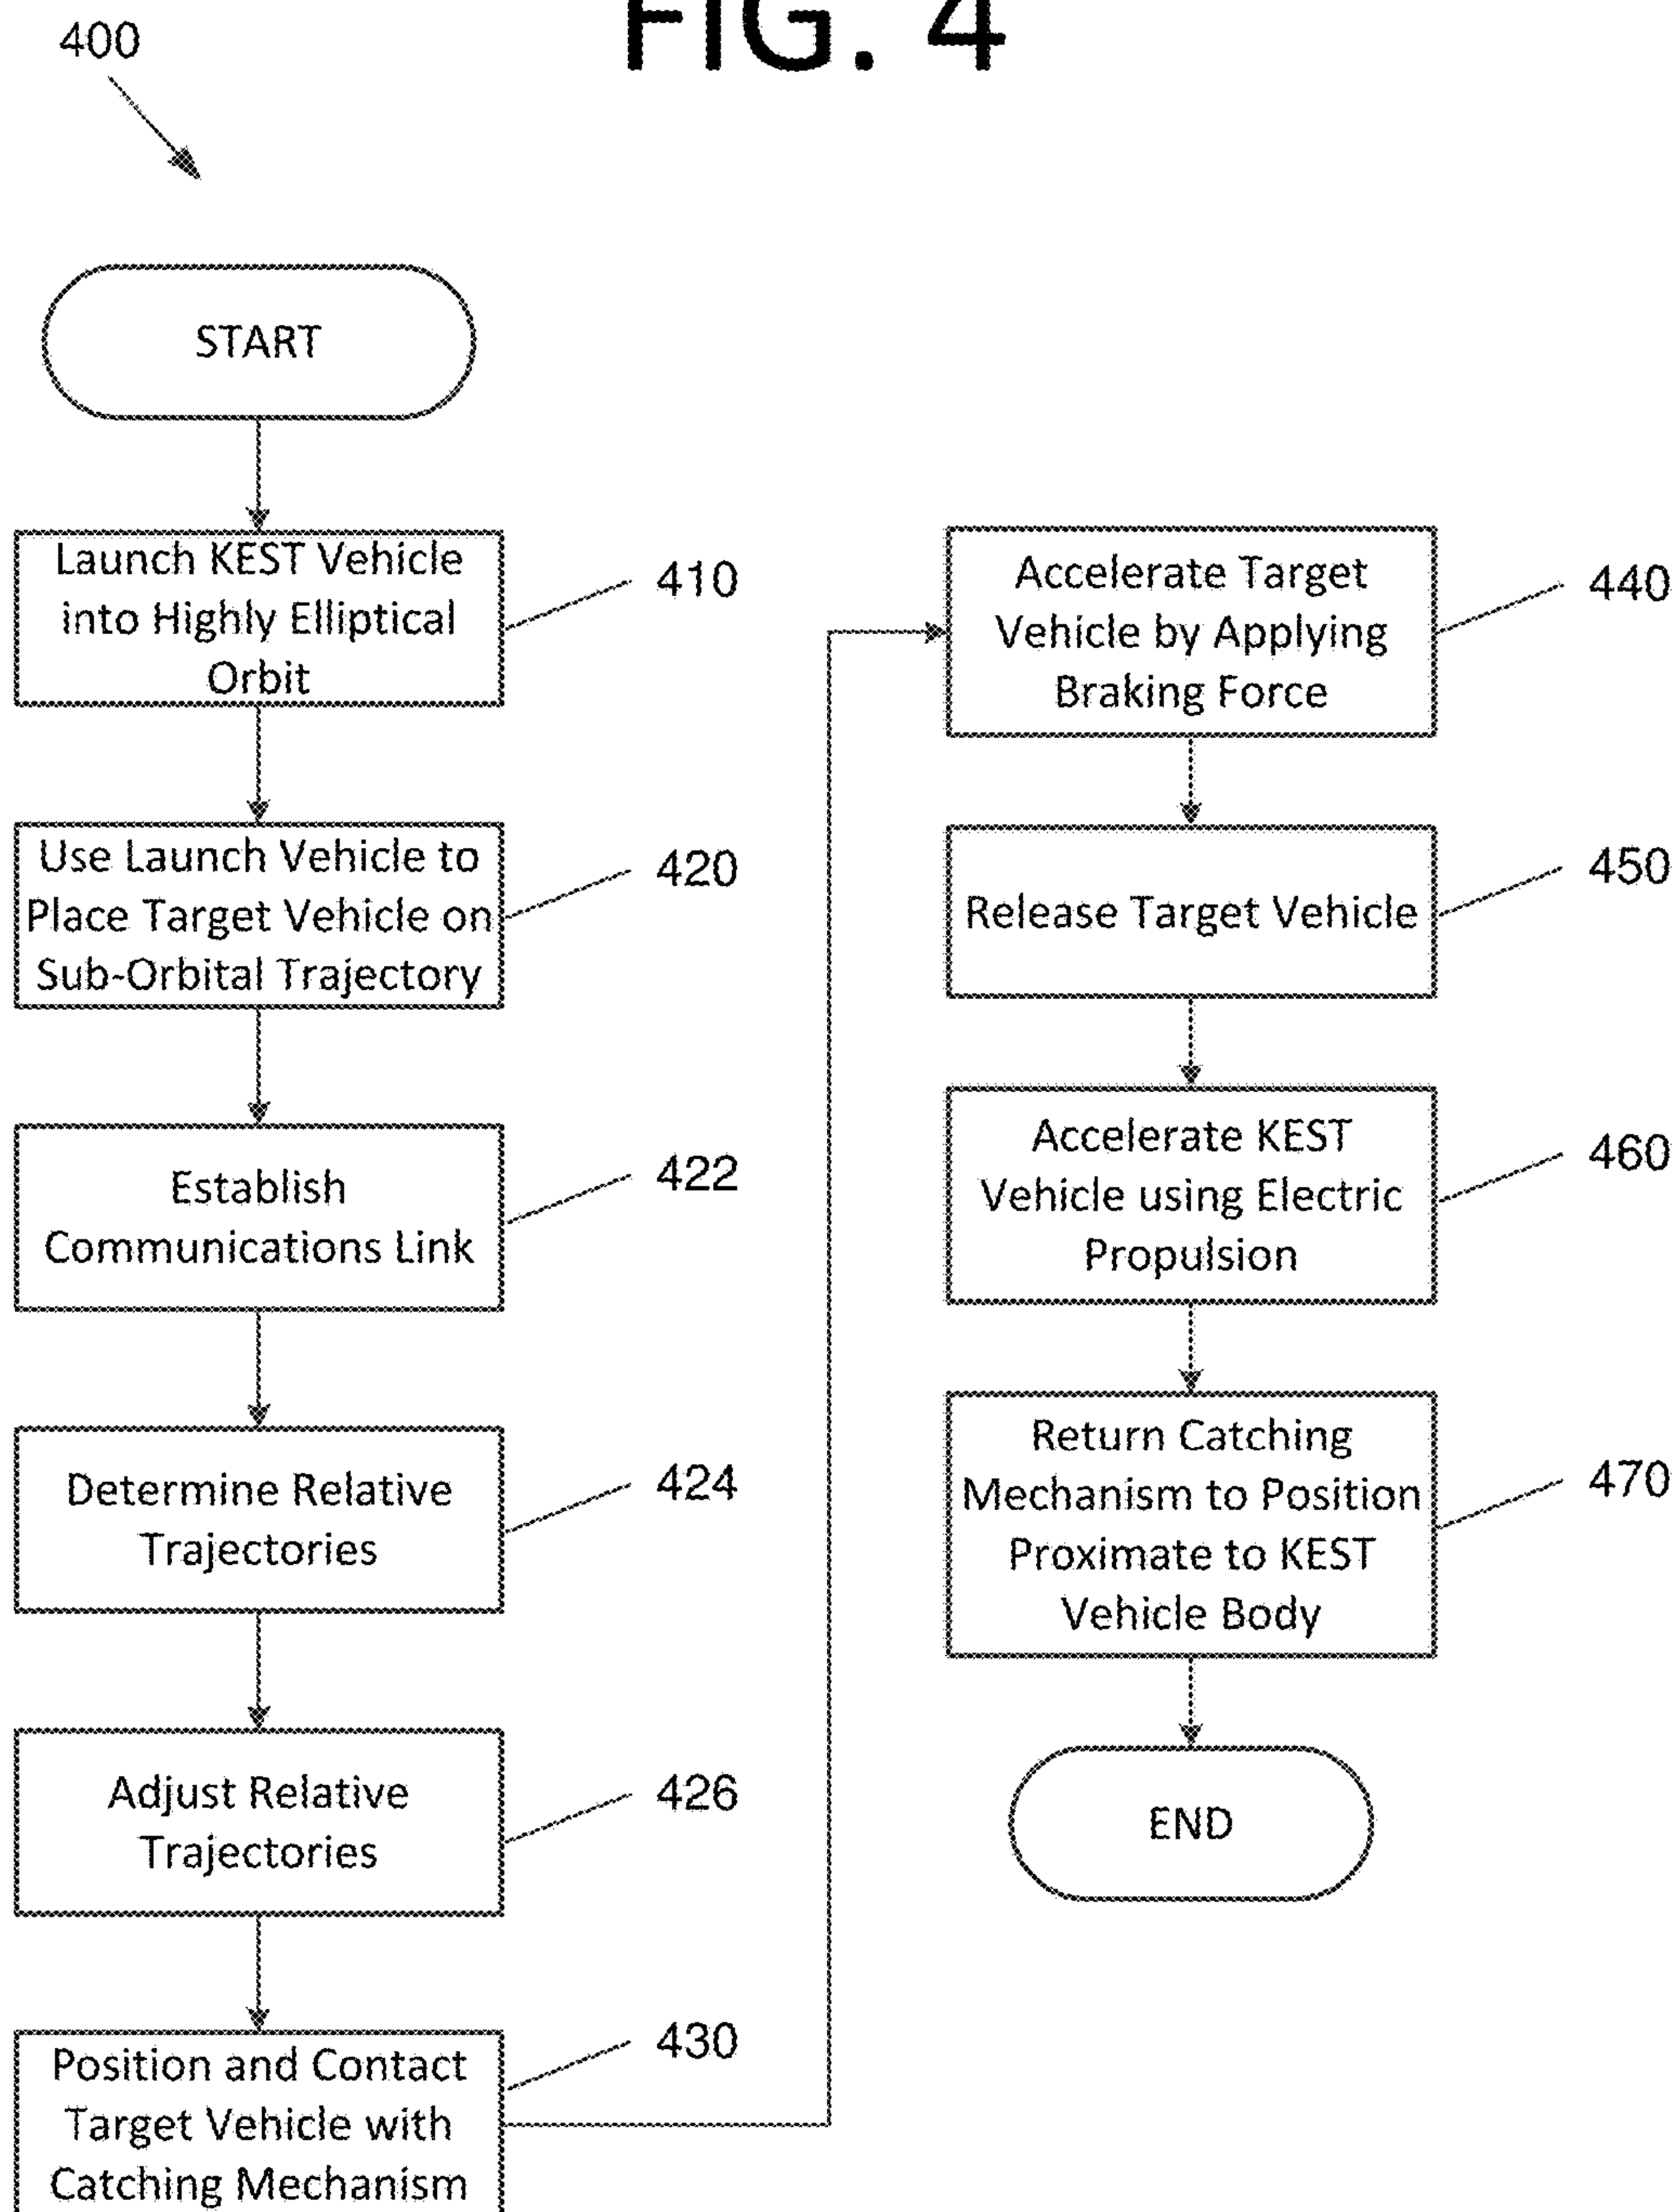 FIG. 4
400
START
Launch KEST Vehicle
into Highly Elliptical
Orbit
410
Use Launch Vehicle to
Place Target Vehicle on
Sub-Orbital Trajectory
420
Establish
Communications Link
422
Determine Relative
Trajectories
424
Adjust Relative
Trajectories
426
Position and Contact
Target Vehicle with
Catching Mechanism
430
Accelerate Target
Vehicle by Applying
Braking Force
440
Release Target Vehicle
450
Accelerate KEST
Vehicle using Electric
Propulsion
460
Return Catching
Mechanism to Position
Proximate to KEST
Vehicle Body
470
END